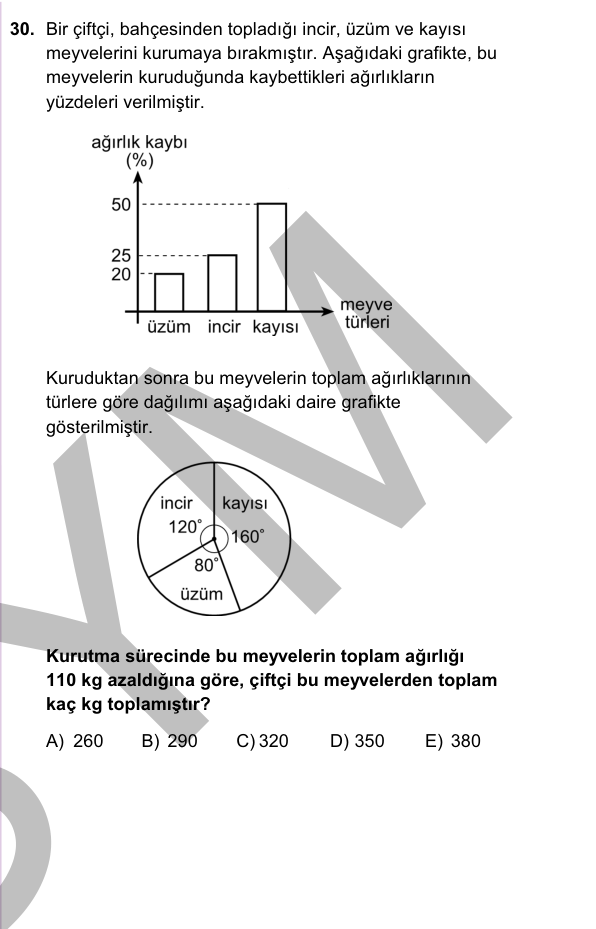 30. Bir çiftçi, bahçesinden topladığı incir, üzüm ve kayısı
meyvelerini kurumaya bırakmıştır. Aşağıdaki grafikte, bu
meyvelerin kuruduğunda kaybettikleri ağırlıkların
yüzdeleri verilmiştir.
ağırlık kaybı
(%)
50
25
20
üzüm incir kayısı
meyve
türleri
Kuruduktan sonra bu meyvelerin toplam ağırlıklarının
türlere göre dağılımı aşağıdaki daire grafikte
gösterilmiştir.
incir kayısı
120° 160°
80°
üzüm
Kurutma sürecinde bu meyvelerin toplam ağırlığı
110 kg azaldığına göre, çiftçi bu meyvelerden toplam
kaç kg toplamıştır?
A) 260 B) 290 C) 320 D) 350 E) 380